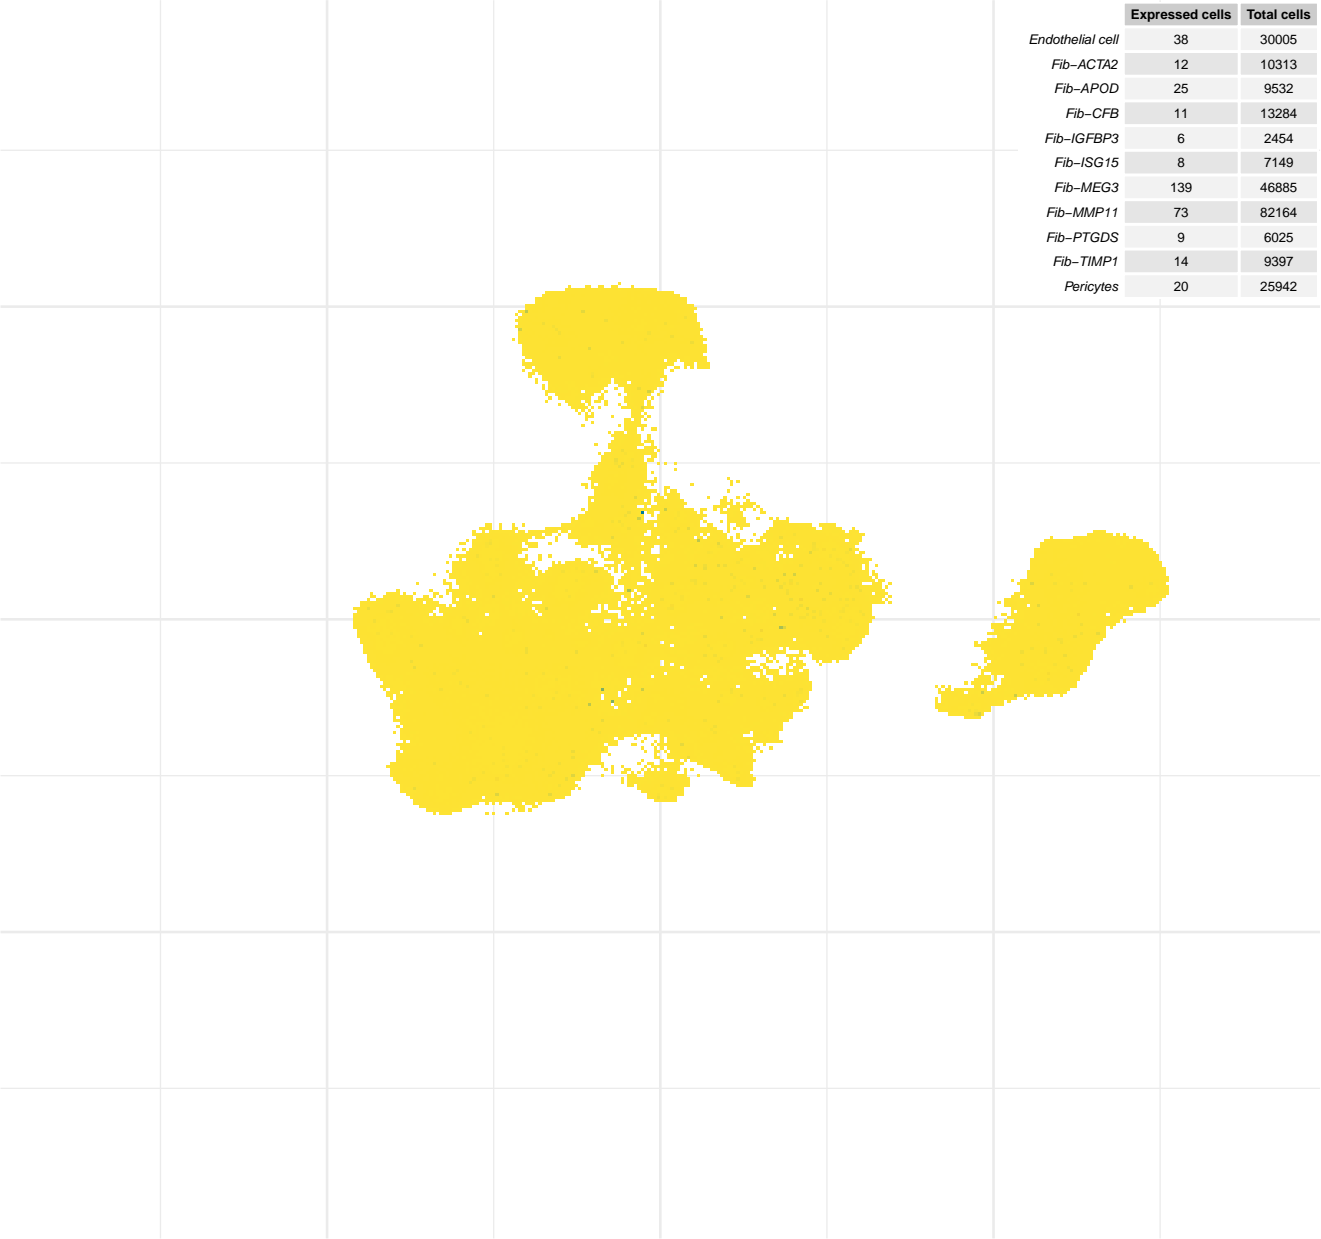 Expressed cells Total cells
Endothelial cell 38 30005
Fib−ACTA2 12 10313
Fib−APOD 25 9532
Fib−CFB 11 13284
Fib−IGFBP3 6 2454
Fib−ISG15 8 7149
Fib−MEG3 139 46885
Fib−MMP11 73 82164
Fib−PTGDS 9 6025
Fib−TIMP1 14 9397
Pericytes 20 25942